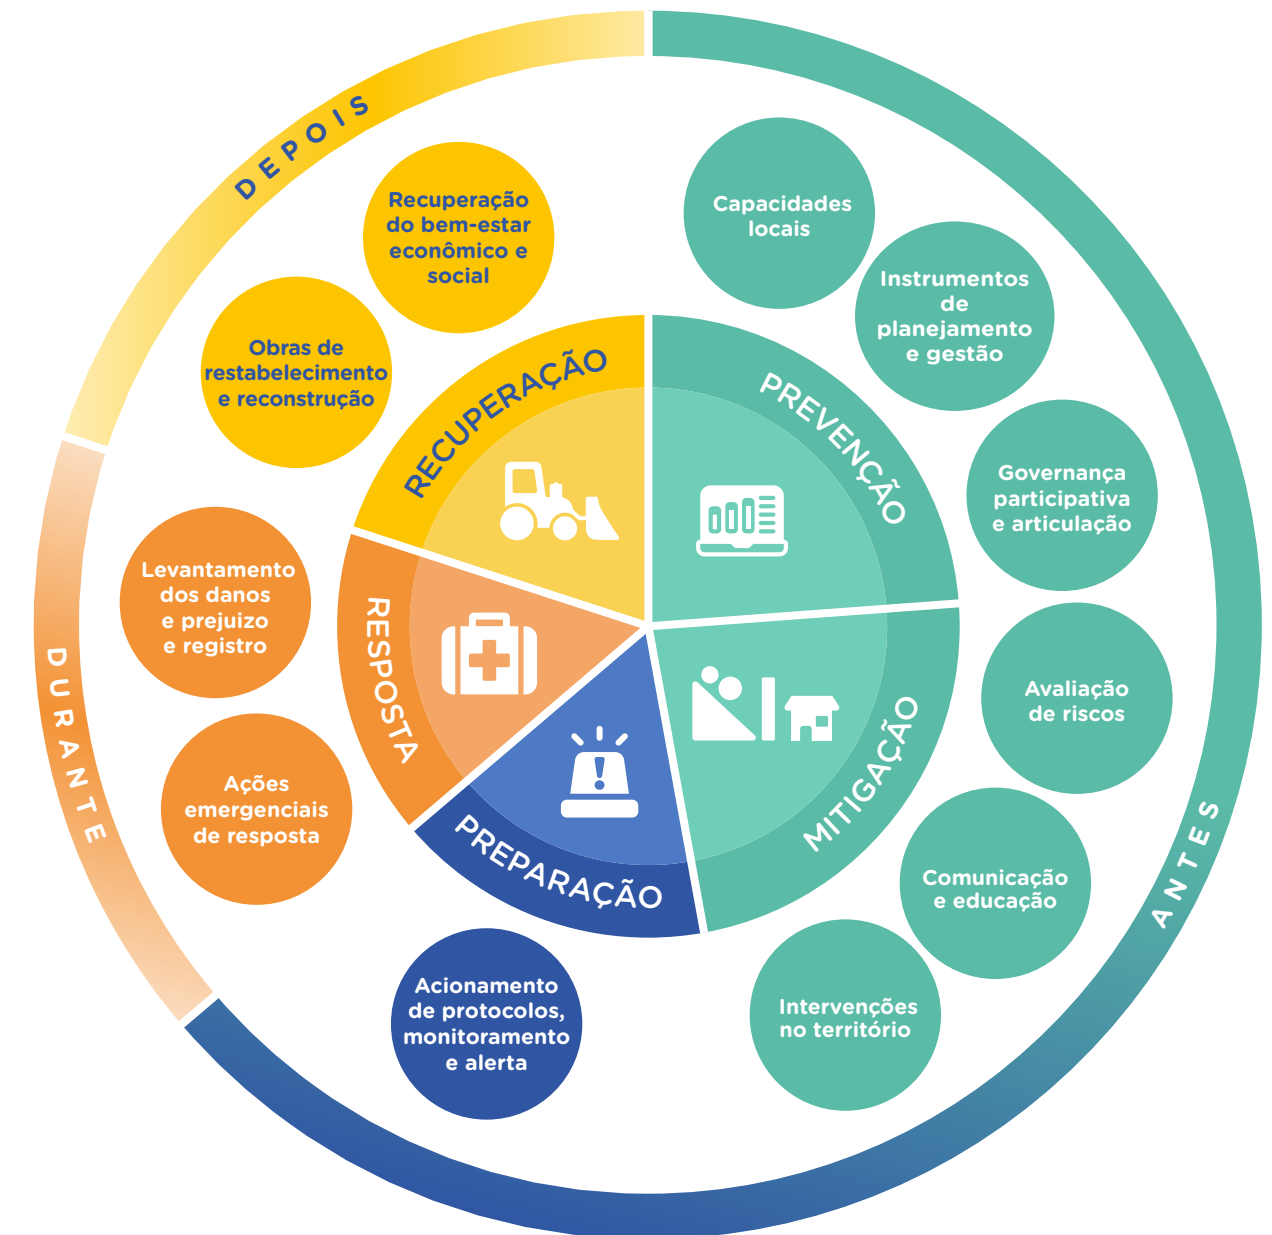 DEPOIS
Recuperação
do bem-estar
econômico e
social
Obras de
restabelecimento
e reconstrução
RECUPERAÇÃO
Capacidades
locais
Instrumentos
de
planejamento
e gestão
PREVENÇÃO
Governança
participativa
e articulação
Avaliação
de riscos
MITIGAÇÃO
Comunicação
e educação
Intervenções
no território
ANTES
Levantamento
dos danos
e prejuizo
e registro
RESPOSTA
DURANTE
Ações
emergenciais
de resposta
PREPARAÇÃO
Acionamento
de protocolos,
monitoramento
e alerta